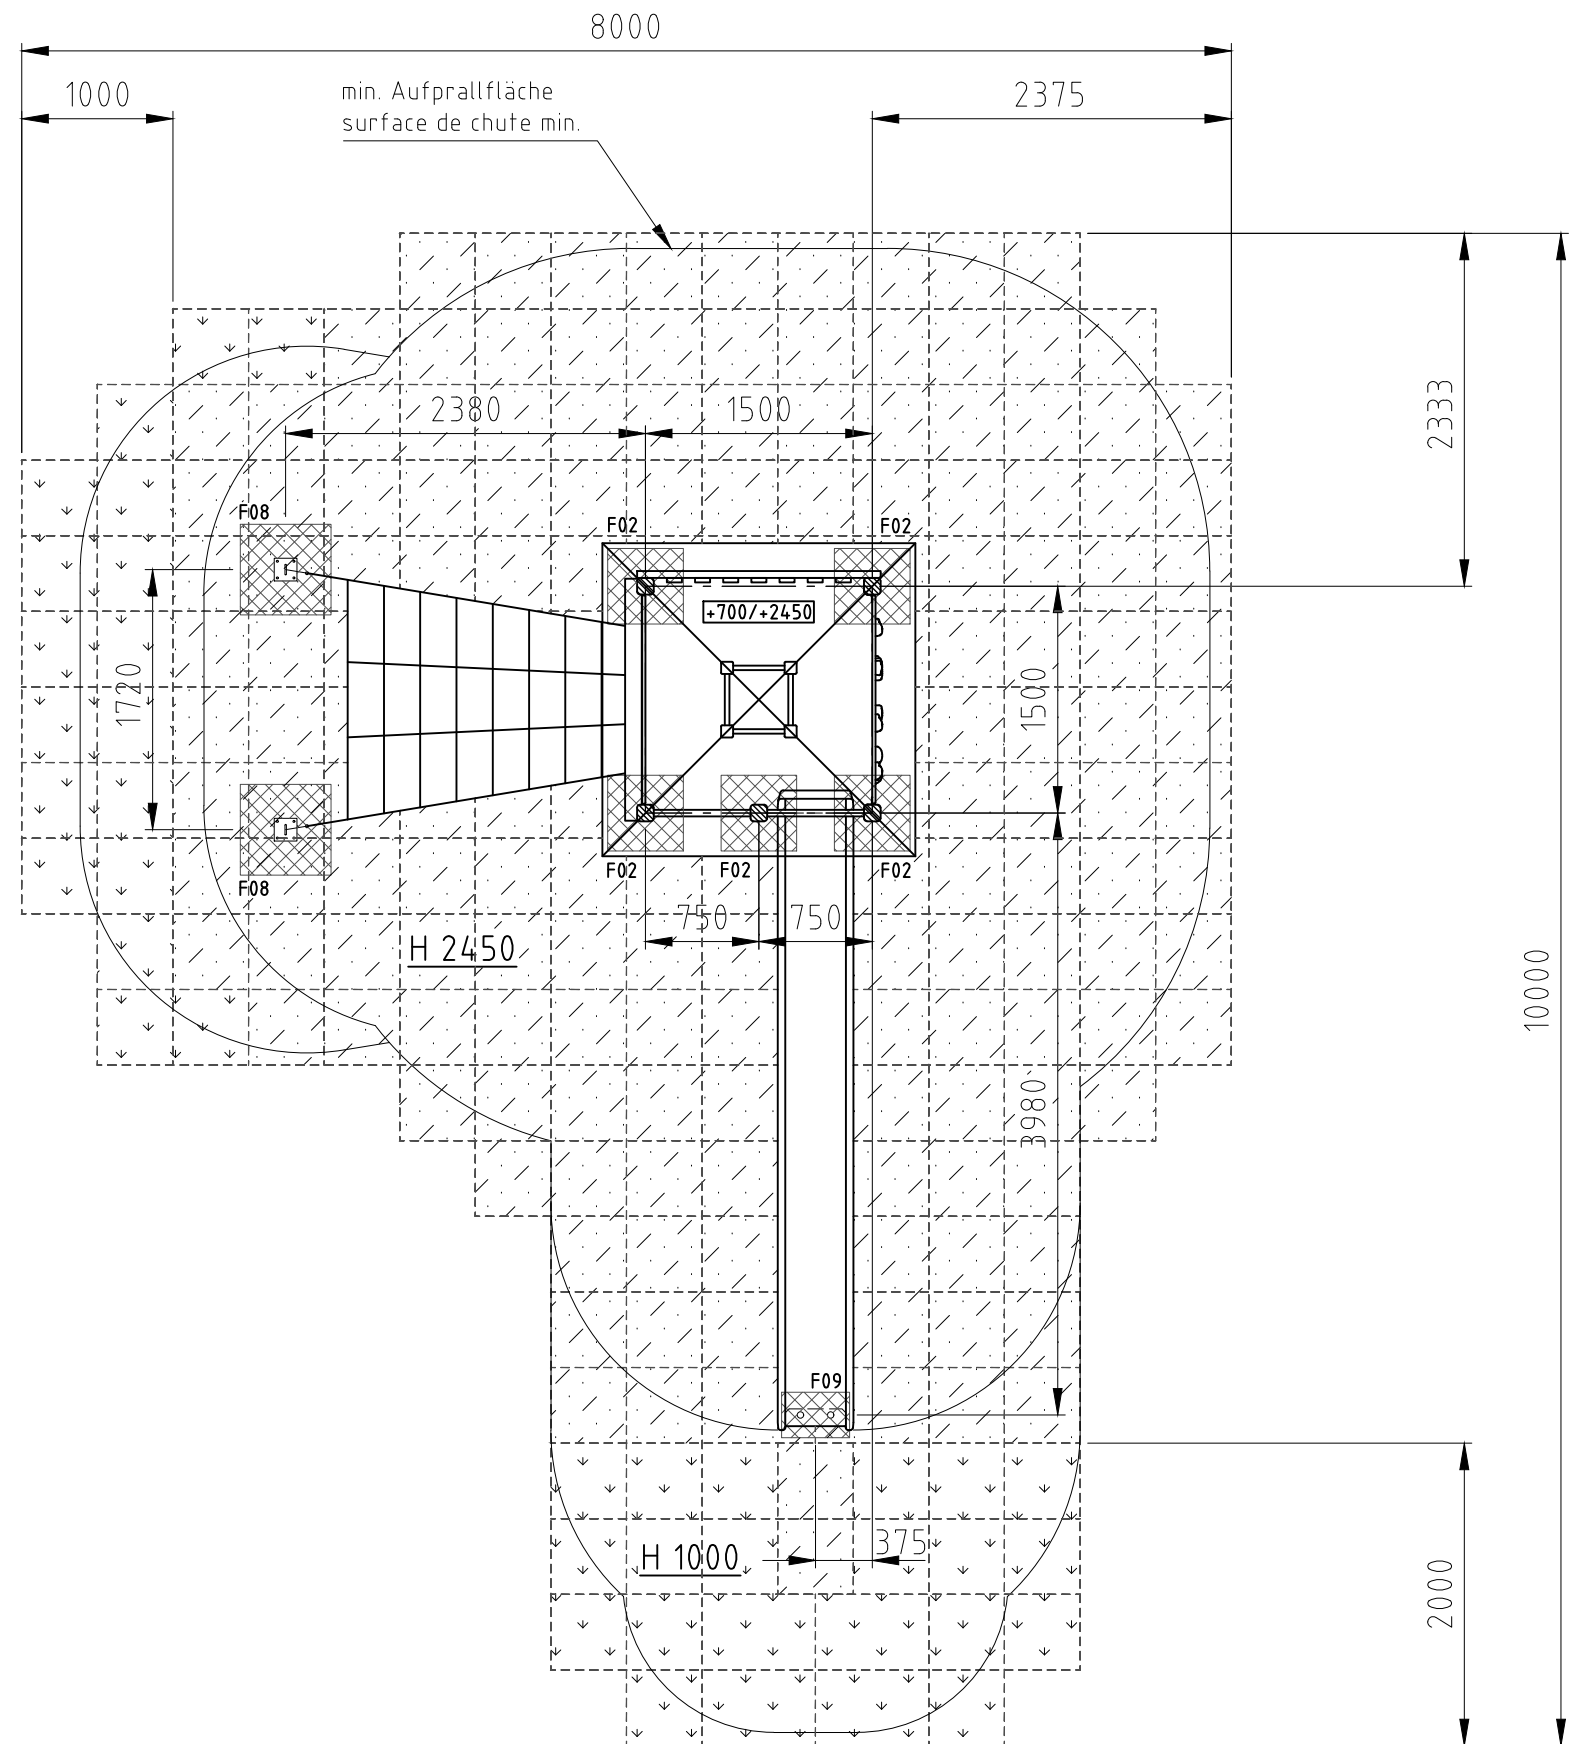 8000
1000
2375
min. Aufprallfläche
surface de chute min.
2380
1500
2333
F08
F02
F02
+700/+2450
1720
1500
F08
F02
F02
F02
750
750
H 2450
10000
3980
F09
H 1000
375
2000